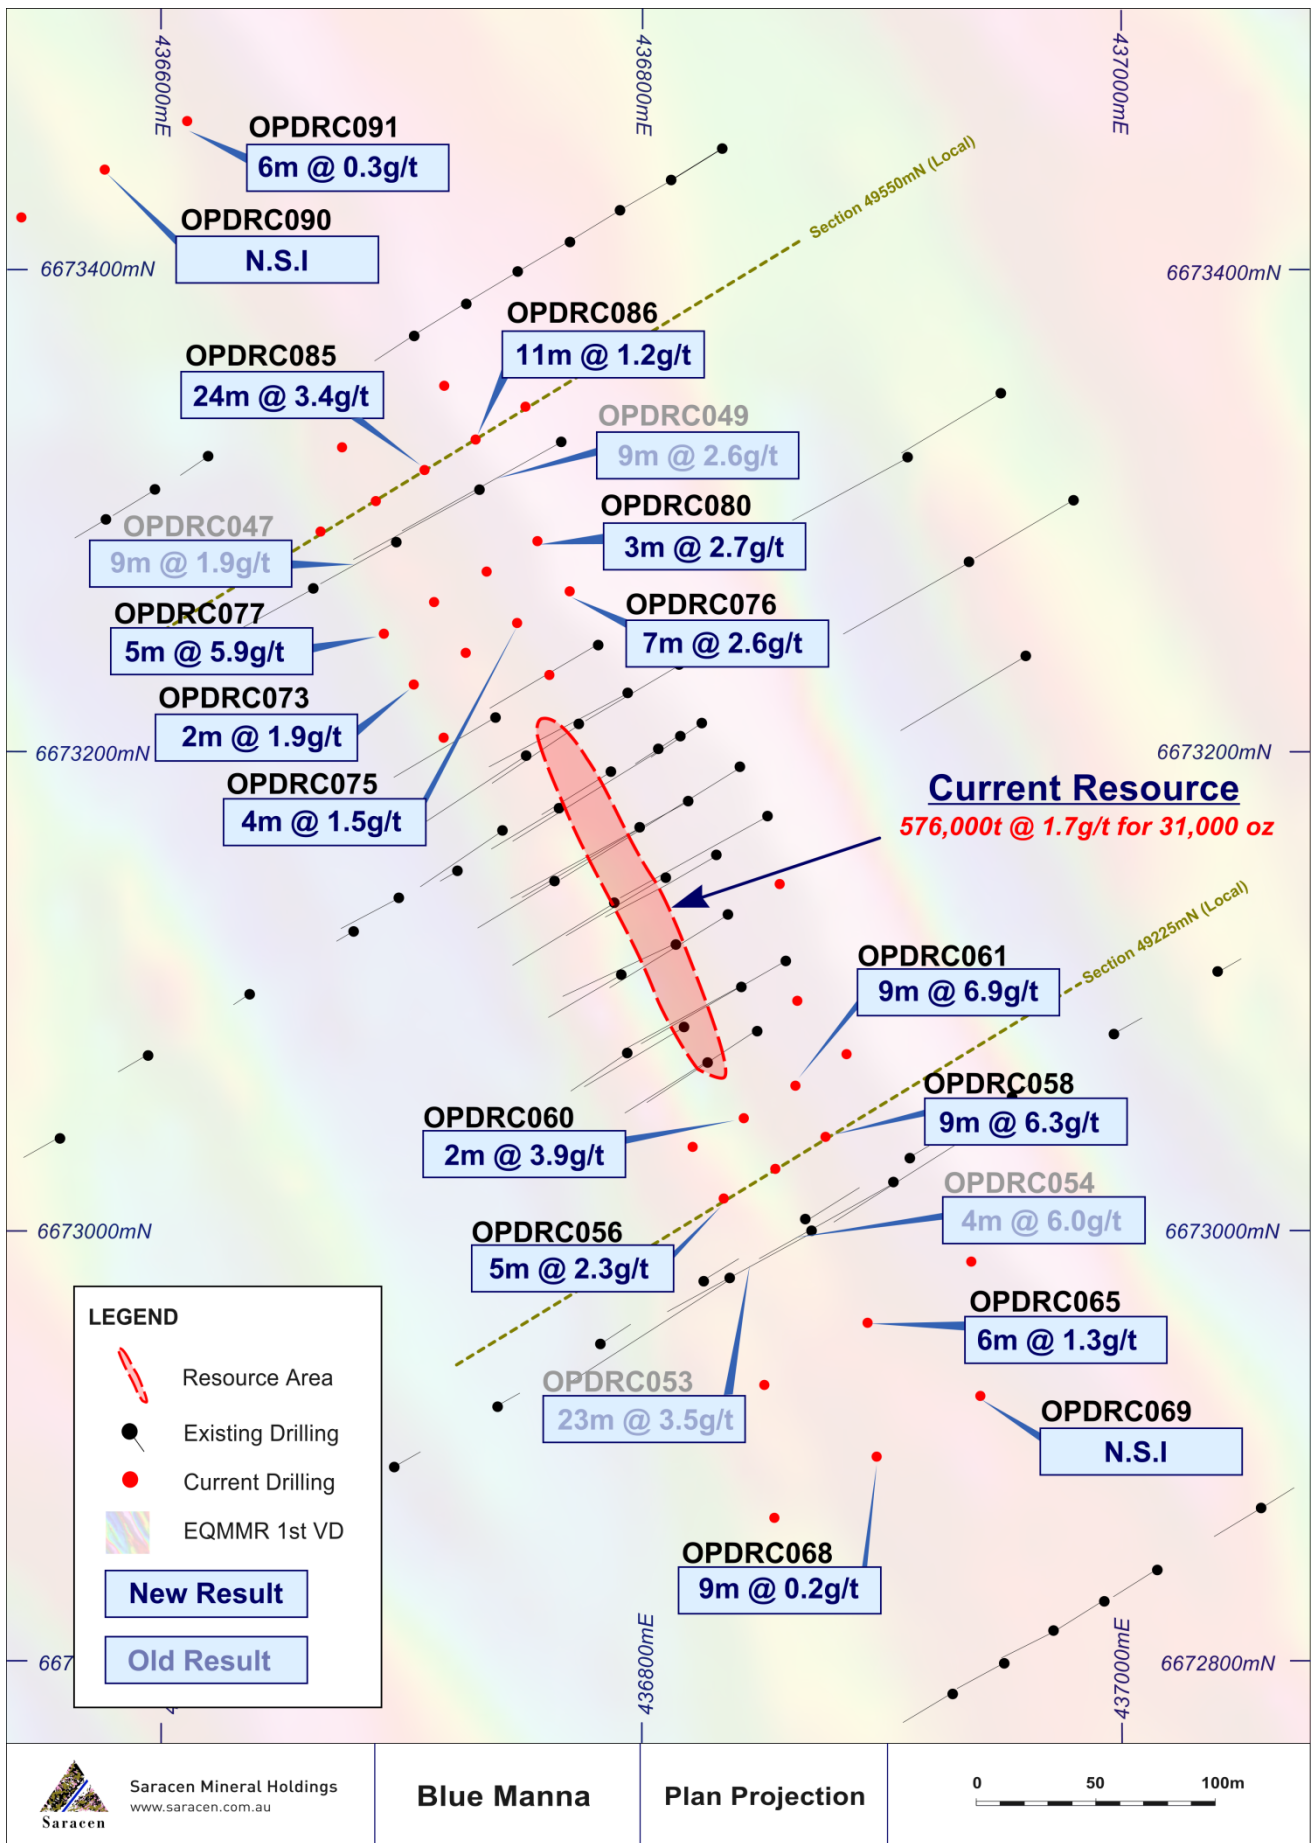 436600mE
436800mE
437000mE
OPDRC091
6m @ 0.3g/t
Section 49550mN (Local)
OPDRC090
N.S.I
6673400mN
6673400mN
OPDRC086
11m @ 1.2g/t
OPDRC085
24m @ 3.4g/t
OPDRC049
9m @ 2.6g/t
OPDRC080
3m @ 2.7g/t
OPDRC047
9m @ 1.9g/t
OPDRC076
7m @ 2.6g/t
OPDRC077
5m @ 5.9g/t
OPDRC073
2m @ 1.9g/t
6673200mN
6673200mN
OPDRC075
4m @ 1.5g/t
Current Resource
576,000t @ 1.7g/t for 31,000 oz
Section 49225mN (Local)
OPDRC061
9m @ 6.9g/t
OPDRC058
9m @ 6.3g/t
OPDRC060
2m @ 3.9g/t
OPDRC054
4m @ 6.0g/t
6673000mN
6673000mN
OPDRC056
5m @ 2.3g/t
OPDRC065
6m @ 1.3g/t
OPDRC053
23m @ 3.5g/t
OPDRC069
N.S.I
OPDRC068
9m @ 0.2g/t
LEGEND
Resource Area
Existing Drilling
Current Drilling
EQMMR 1st VD
New Result
Old Result
667
6672800mN
436800mE
437000mE
Saracen
Saracen Mineral Holdings
www.saracen.com.au
Blue Manna
Plan Projection
0 50 100m